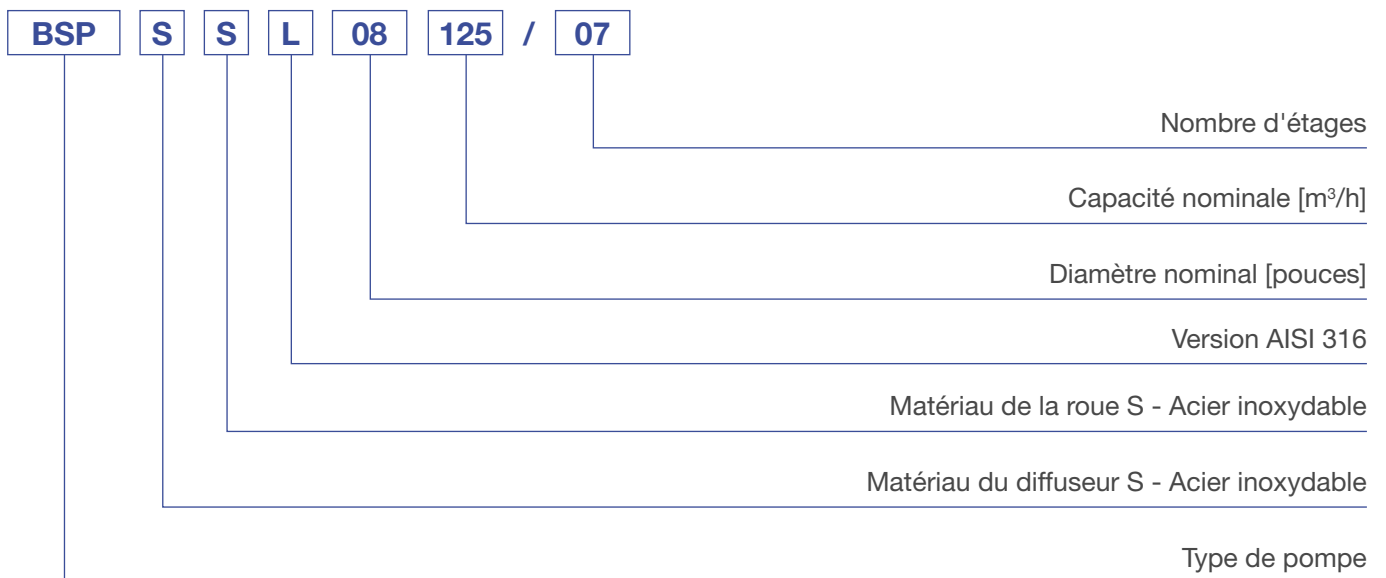 BSP S S L 08 125 / 07
Nombre d'étages
Capacité nominale [m³/h]
Diamètre nominal [pouces]
Version AISI 316
Matériau de la roue S - Acier inoxydable
Matériau du diffuseur S - Acier inoxydable
Type de pompe